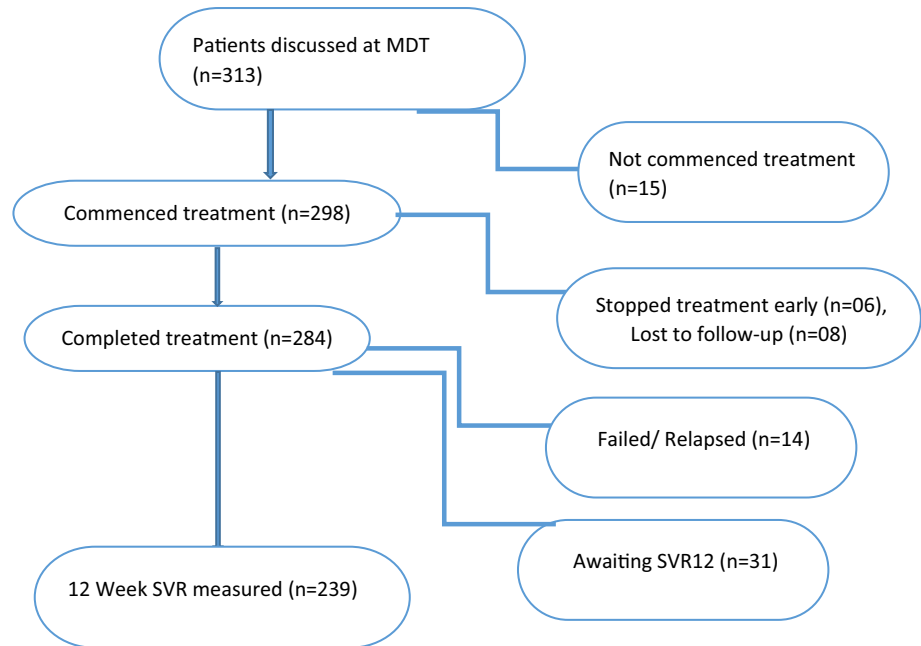 Patients discussed at MDT
(n=313)
Not commenced treatment
(n=15)
Commenced treatment (n=298)
Stopped treatment early (n=06),
Lost to follow-up (n=08)
Completed treatment (n=284)
Failed/ Relapsed (n=14)
Awaiting SVR12 (n=31)
12 Week SVR measured (n=239)